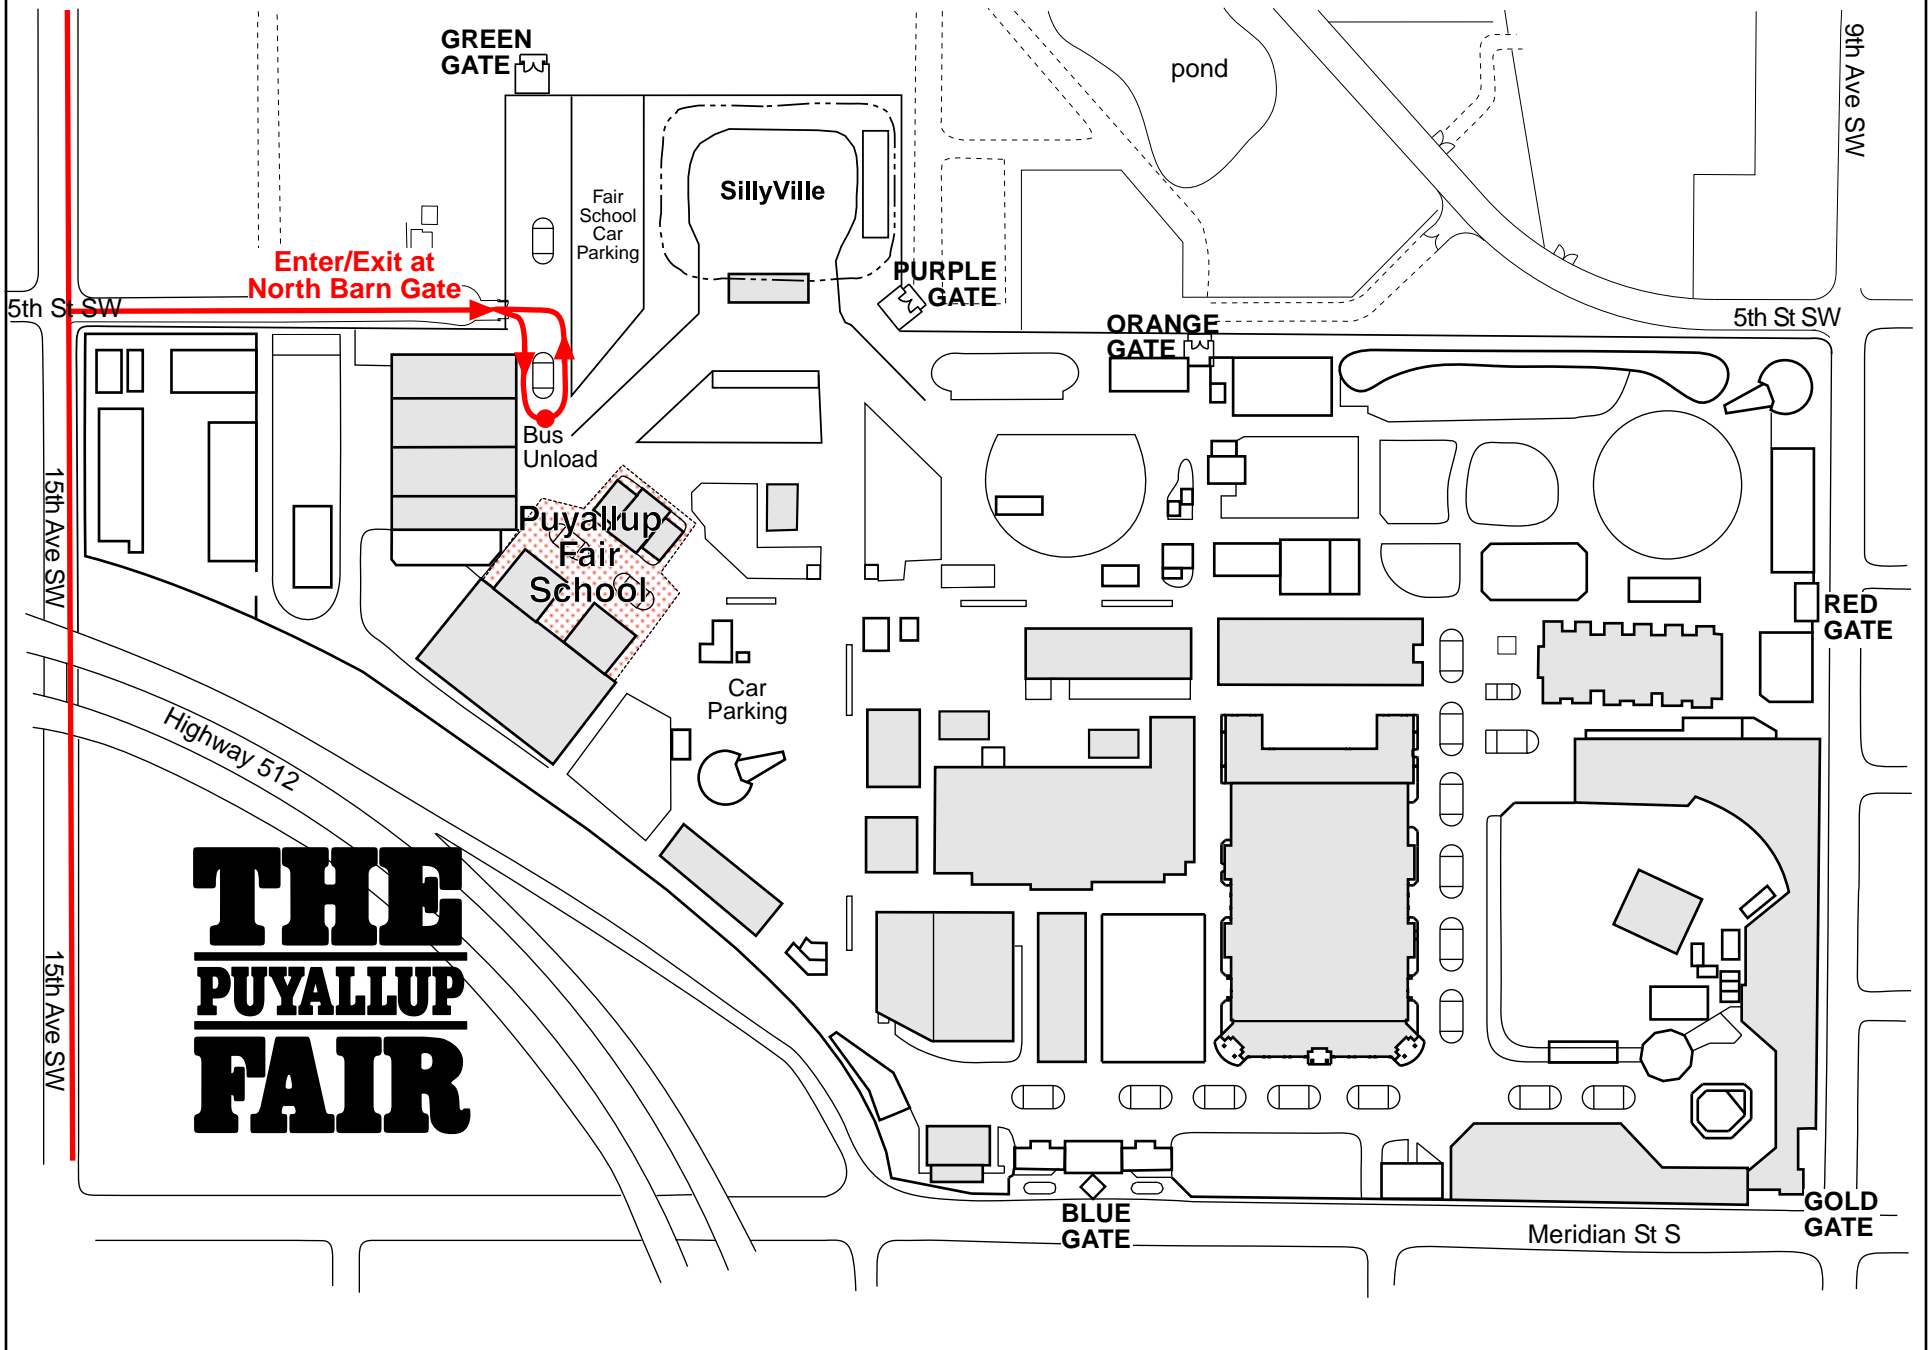 GREEN
GATE
pond
9th Ave SW
Fair
School
Car
Parking
SillyVille
Enter/Exit at
North Barn Gate
PURPLE
GATE
5th St SW
5th St SW
ORANGE
GATE
Bus
Unload
15th Ave SW
Puyallup
Fair
School
RED
GATE
Car
Parking
Highway 512
THE
PUYALLUP
FAIR
15th Ave SW
BLUE
GATE
GOLD
GATE
Meridian St S